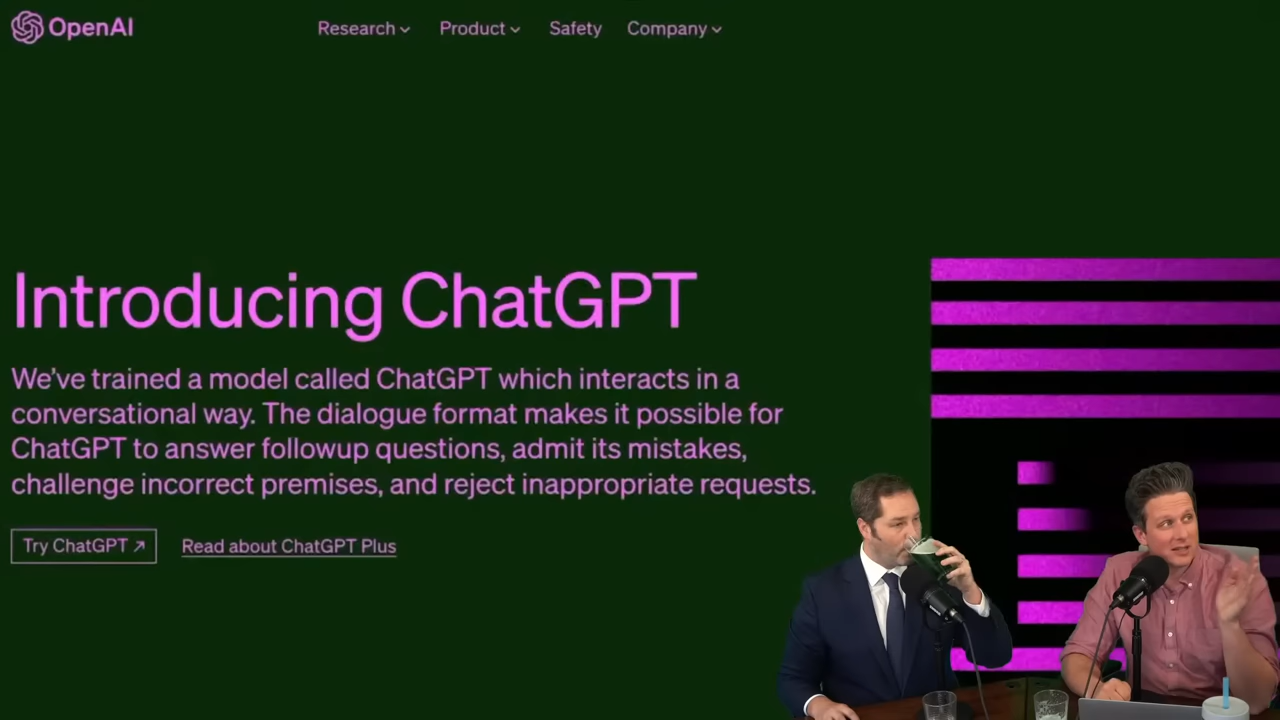 OpenAI
Research Product Safety Company
Introducing ChatGPT
We've trained a model called ChatGPT which interacts in a
conversational way. The dialogue format makes it possible for
ChatGPT to answer followup questions, admit its mistakes,
challenge incorrect premises, and reject inappropriate requests.
Try ChatGPT ↗ Read about ChatGPT Plus